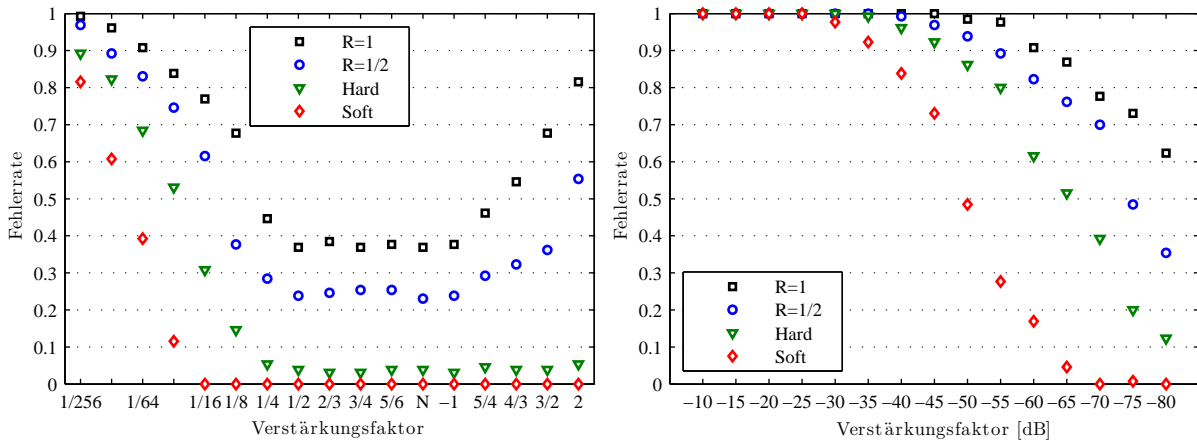 Fehlerrate
1
0.9
0.8
0.7
0.6
0.5
0.4
0.3
0.2
0.1
0
R=1
R=1/2
Hard
Soft
1/256 1/64 1/16 1/8 1/4 1/2 2/3 3/4 5/6 N −1 5/4 4/3 3/2 2
Verstärkungsfaktor
Fehlerrate
1
0.9
0.8
0.7
0.6
0.5
0.4
0.3
0.2
0.1
0
R=1
R=1/2
Hard
Soft
−10 −15 −20 −25 −30 −35 −40 −45 −50 −55 −60 −65 −70 −75 −80
Verstärkungsfaktor [dB]